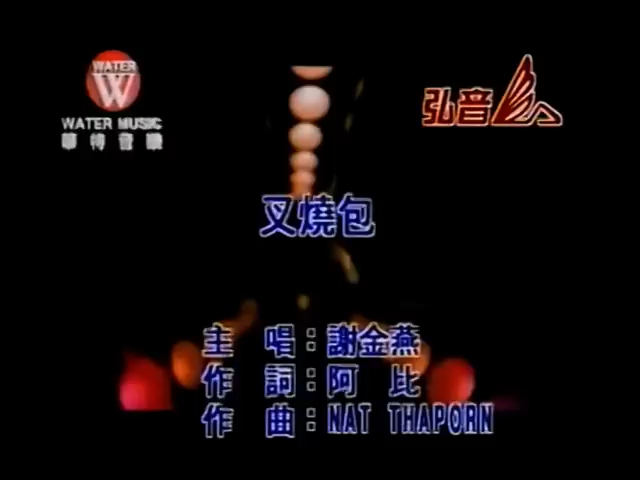 WATER
W
WATER MUSIC
華特音樂
弘音
叉燒包
主 唱：謝金燕
作 詞：阿 比
作 曲：NAT THAPORN